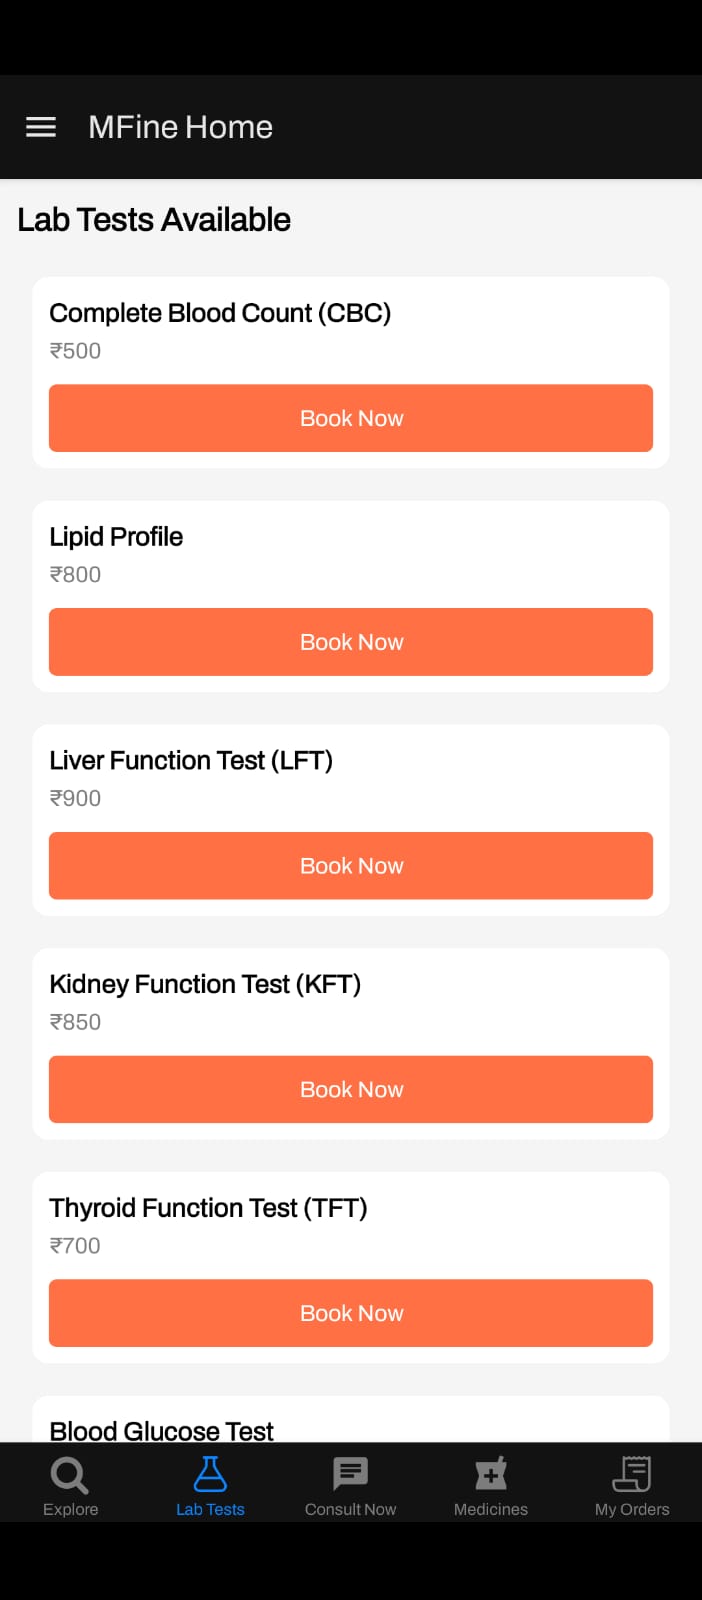 MFine Home
Lab Tests Available
Complete Blood Count (CBC)
₹500
Book Now
Lipid Profile
₹800
Book Now
Liver Function Test (LFT)
₹900
Book Now
Kidney Function Test (KFT)
₹850
Book Now
Thyroid Function Test (TFT)
₹700
Book Now
Blood Glucose Test
Explore
Lab Tests
Consult Now
Medicines
My Orders